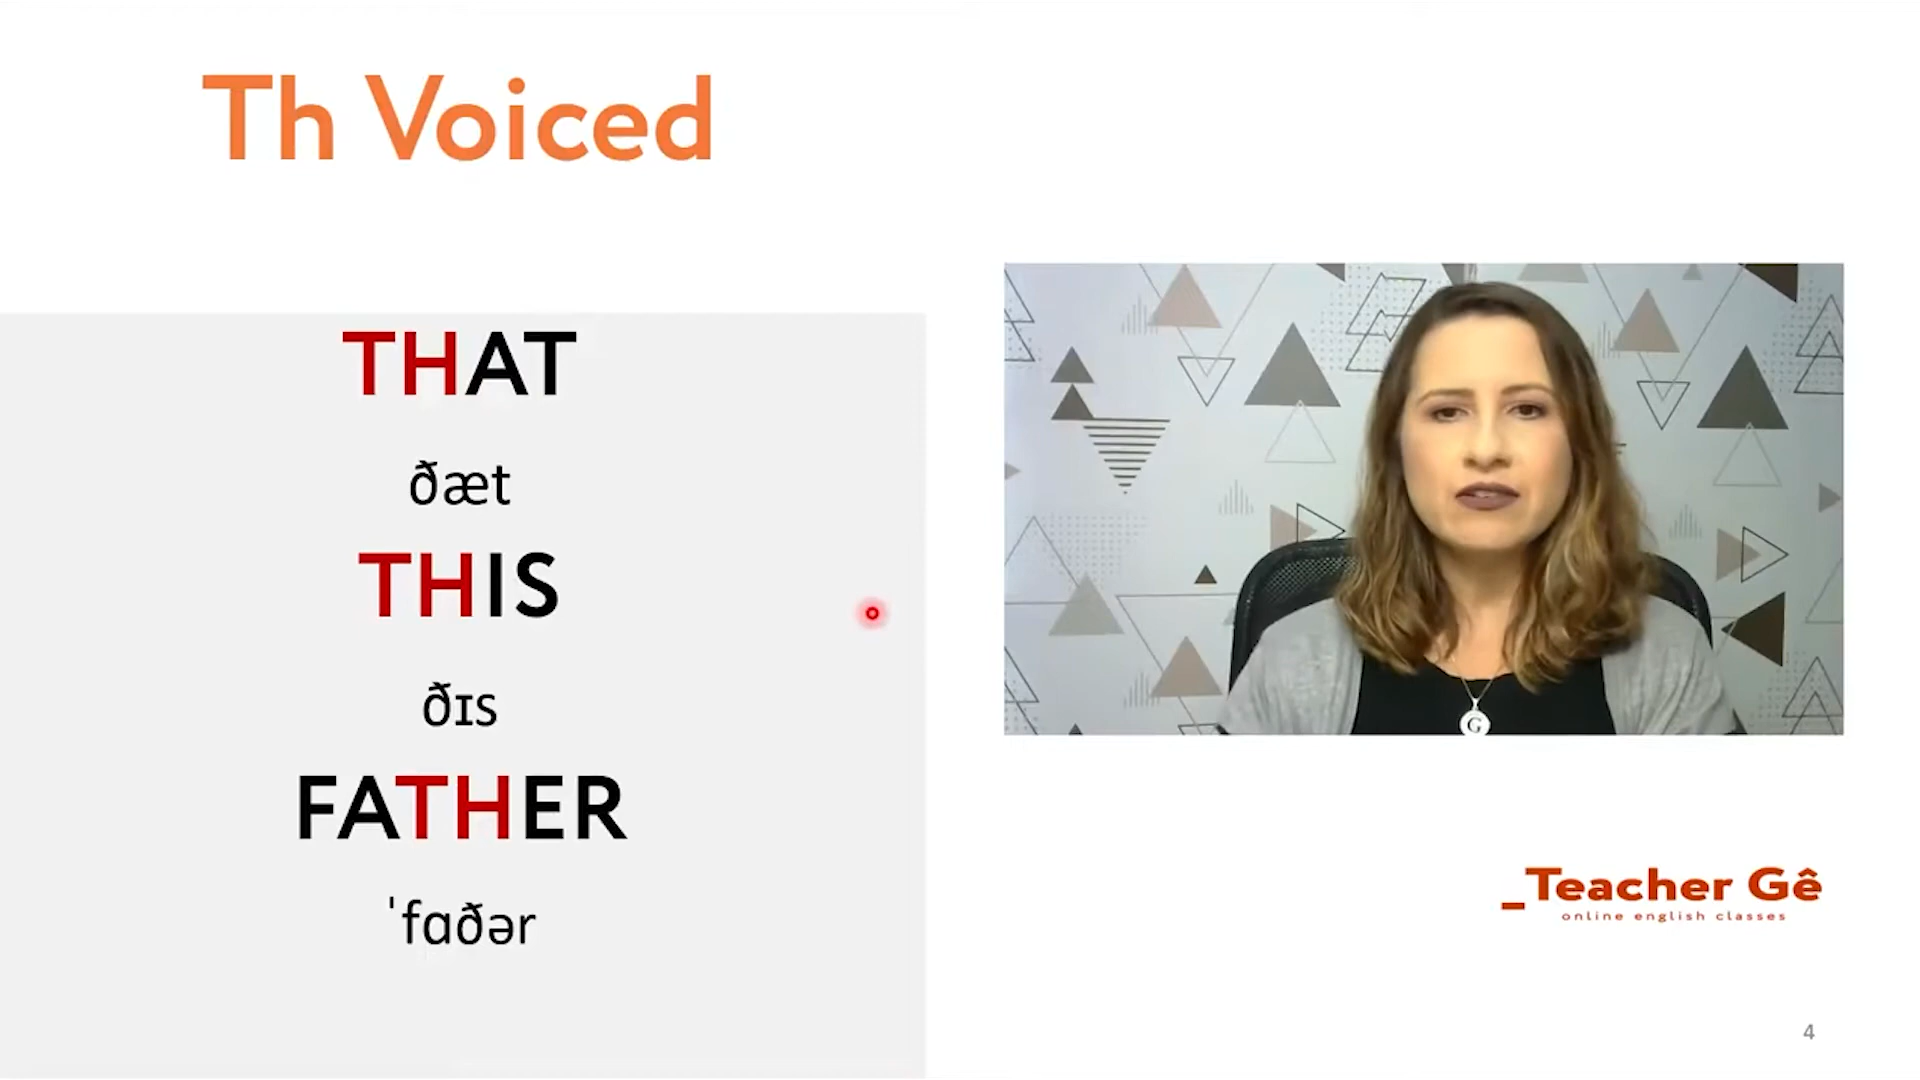 Th Voiced
THAT
ðæt
THIS
ðɪs
FATHER
ˈfɑðər
G
_Teacher Gê
online english classes
4